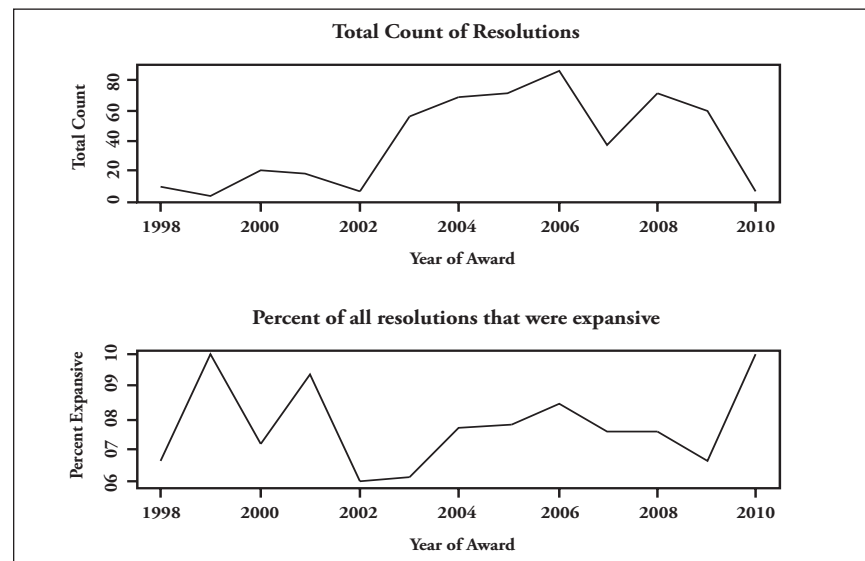 Total Count of Resolutions
Total Count
80
60
40
20
0
1998 2000 2002 2004 2006 2008 2010
Year of Award
Percent of all resolutions that were expansive
Percent Expansive
10
09
08
07
06
1998 2000 2002 2004 2006 2008 2010
Year of Award